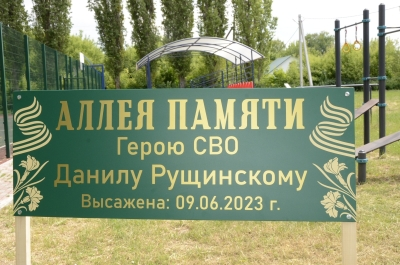 АЛЛЕЯ ПАМЯТИ
Герою СВО
Данилу Рущинскому
Высажена: 09.06.2023 г.